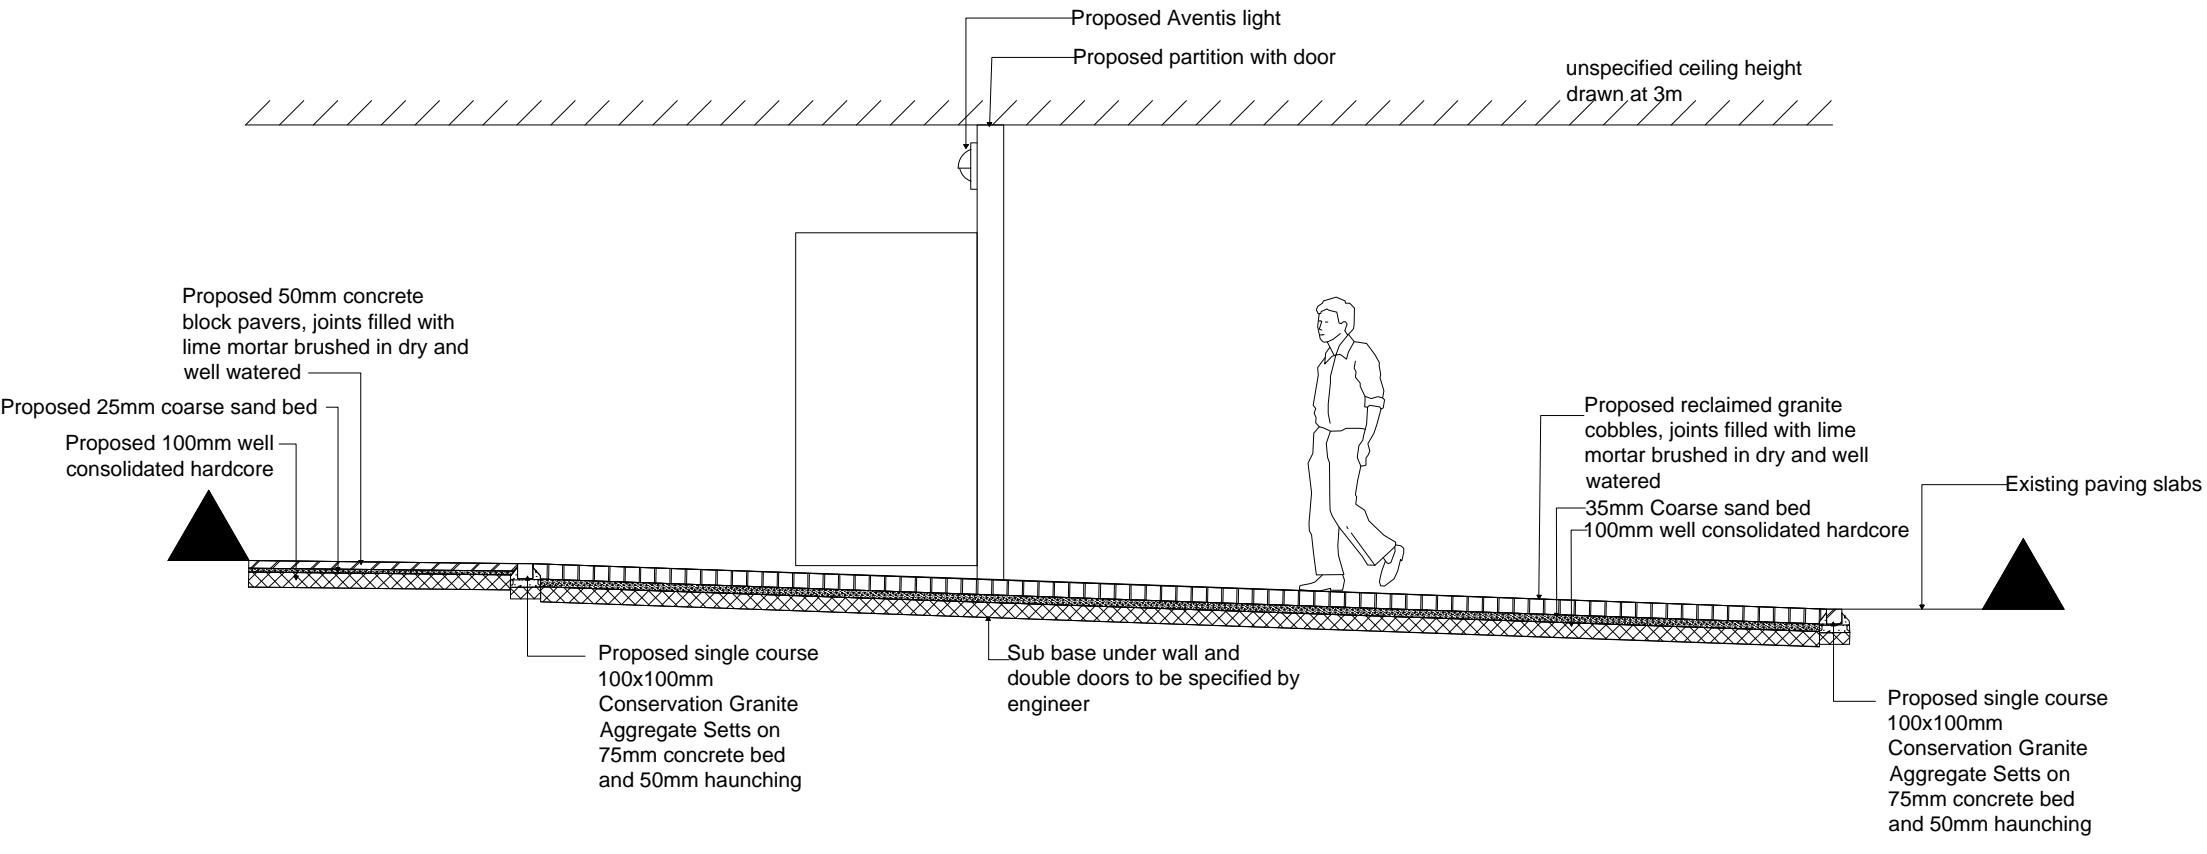 Proposed Aventis light
Proposed partition with door
unspecified ceiling height
drawn at 3m
Proposed 50mm concrete
block pavers, joints filled with
lime mortar brushed in dry and
well watered
Proposed 25mm coarse sand bed
Proposed 100mm well
consolidated hardcore
Proposed reclaimed granite
cobbles, joints filled with lime
mortar brushed in dry and well
watered
35mm Coarse sand bed
100mm well consolidated hardcore
Existing paving slabs
Proposed single course
100x100mm
Conservation Granite
Aggregate Setts on
75mm concrete bed
and 50mm haunching
Sub base under wall and
double doors to be specified by
engineer
Proposed single course
100x100mm
Conservation Granite
Aggregate Setts on
75mm concrete bed
and 50mm haunching